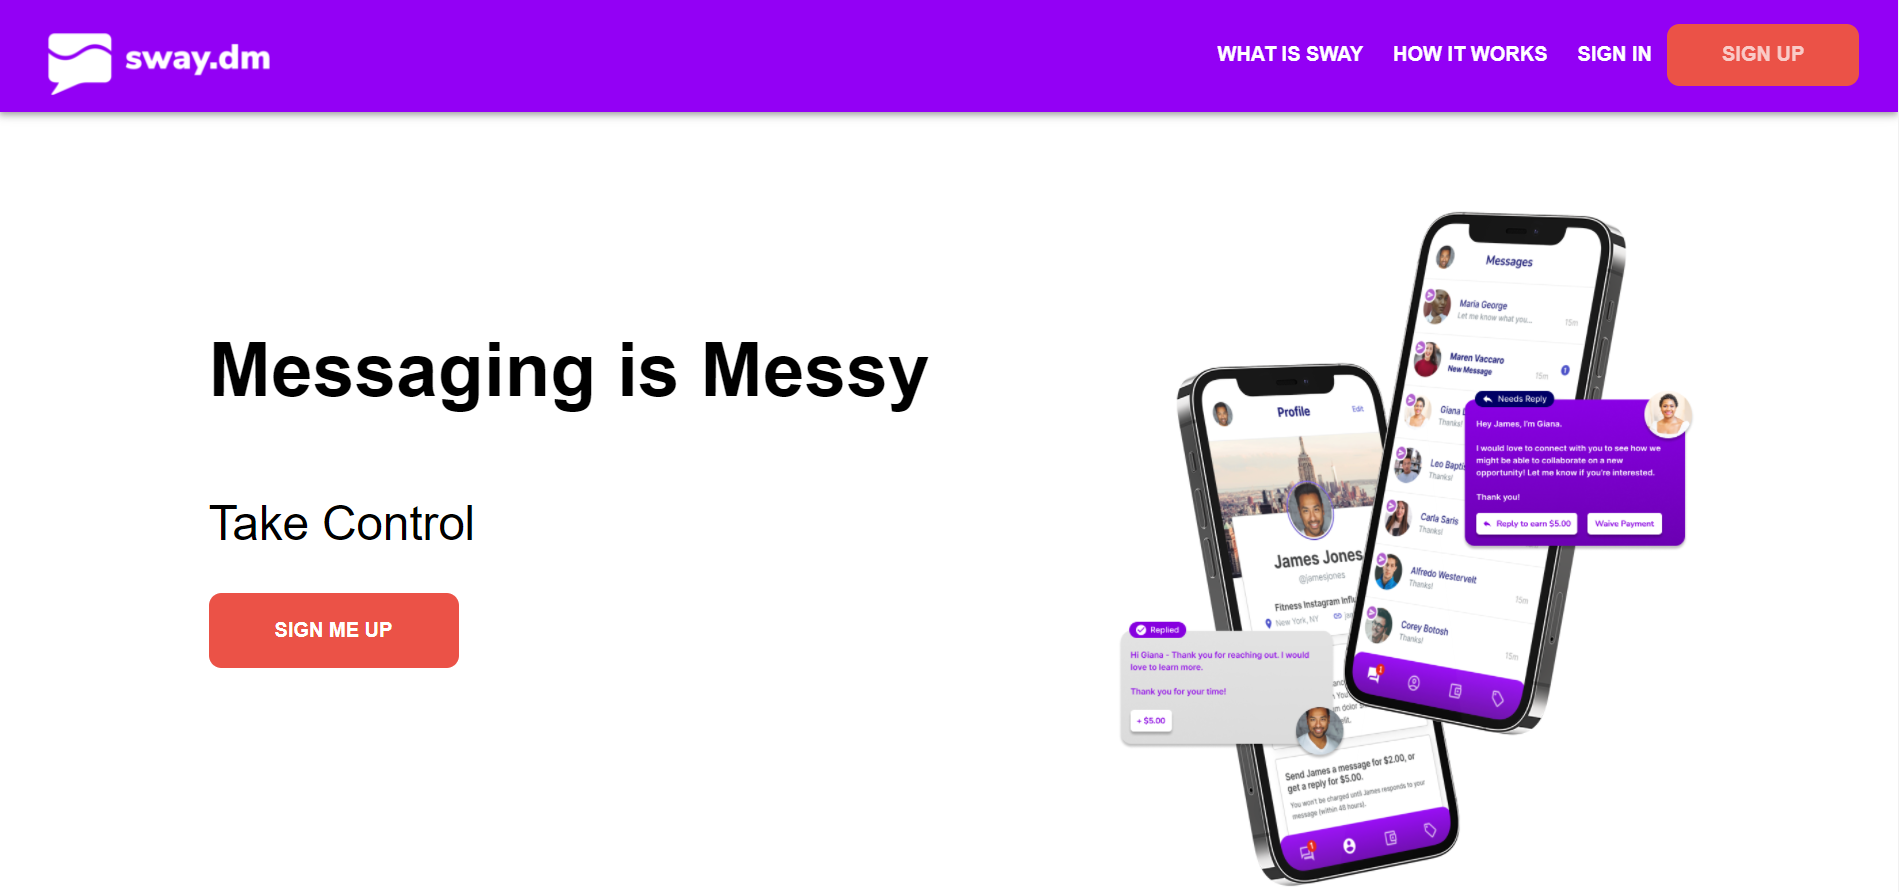 sway.dm
WHAT IS SWAY
HOW IT WORKS
SIGN IN
SIGN UP
Messaging is Messy
Take Control
SIGN ME UP
Messages
Maria George
Let me know what you...
15m
Maren Vaccaro
New Message
15m
1
Giana
Thanks!
Leo
Thanks!
Carla Saris
Thanks!
Alfredo Westervelt
Thanks!
15m
Corey Botosh
Thanks!
15m
1
Needs Reply
Hey James, I'm Giana.
I would love to connect with you to see how we
might be able to collaborate on a new
opportunity! Let me know if you're interested.
Thank you!
Reply to earn $5.00
Waive Payment
Profile
Edit
James Jones
@jamesjones
Fitness Instagram
New York, NY
Replied
Hi Giana - Thank you for reaching out. I would
love to learn more.
Thank you for your time!
+ $5.00
dolor
Send James a message for $2.00, or
get a reply for $5.00.
You won't be charged until James responds to your
message (within 48 hours).
1